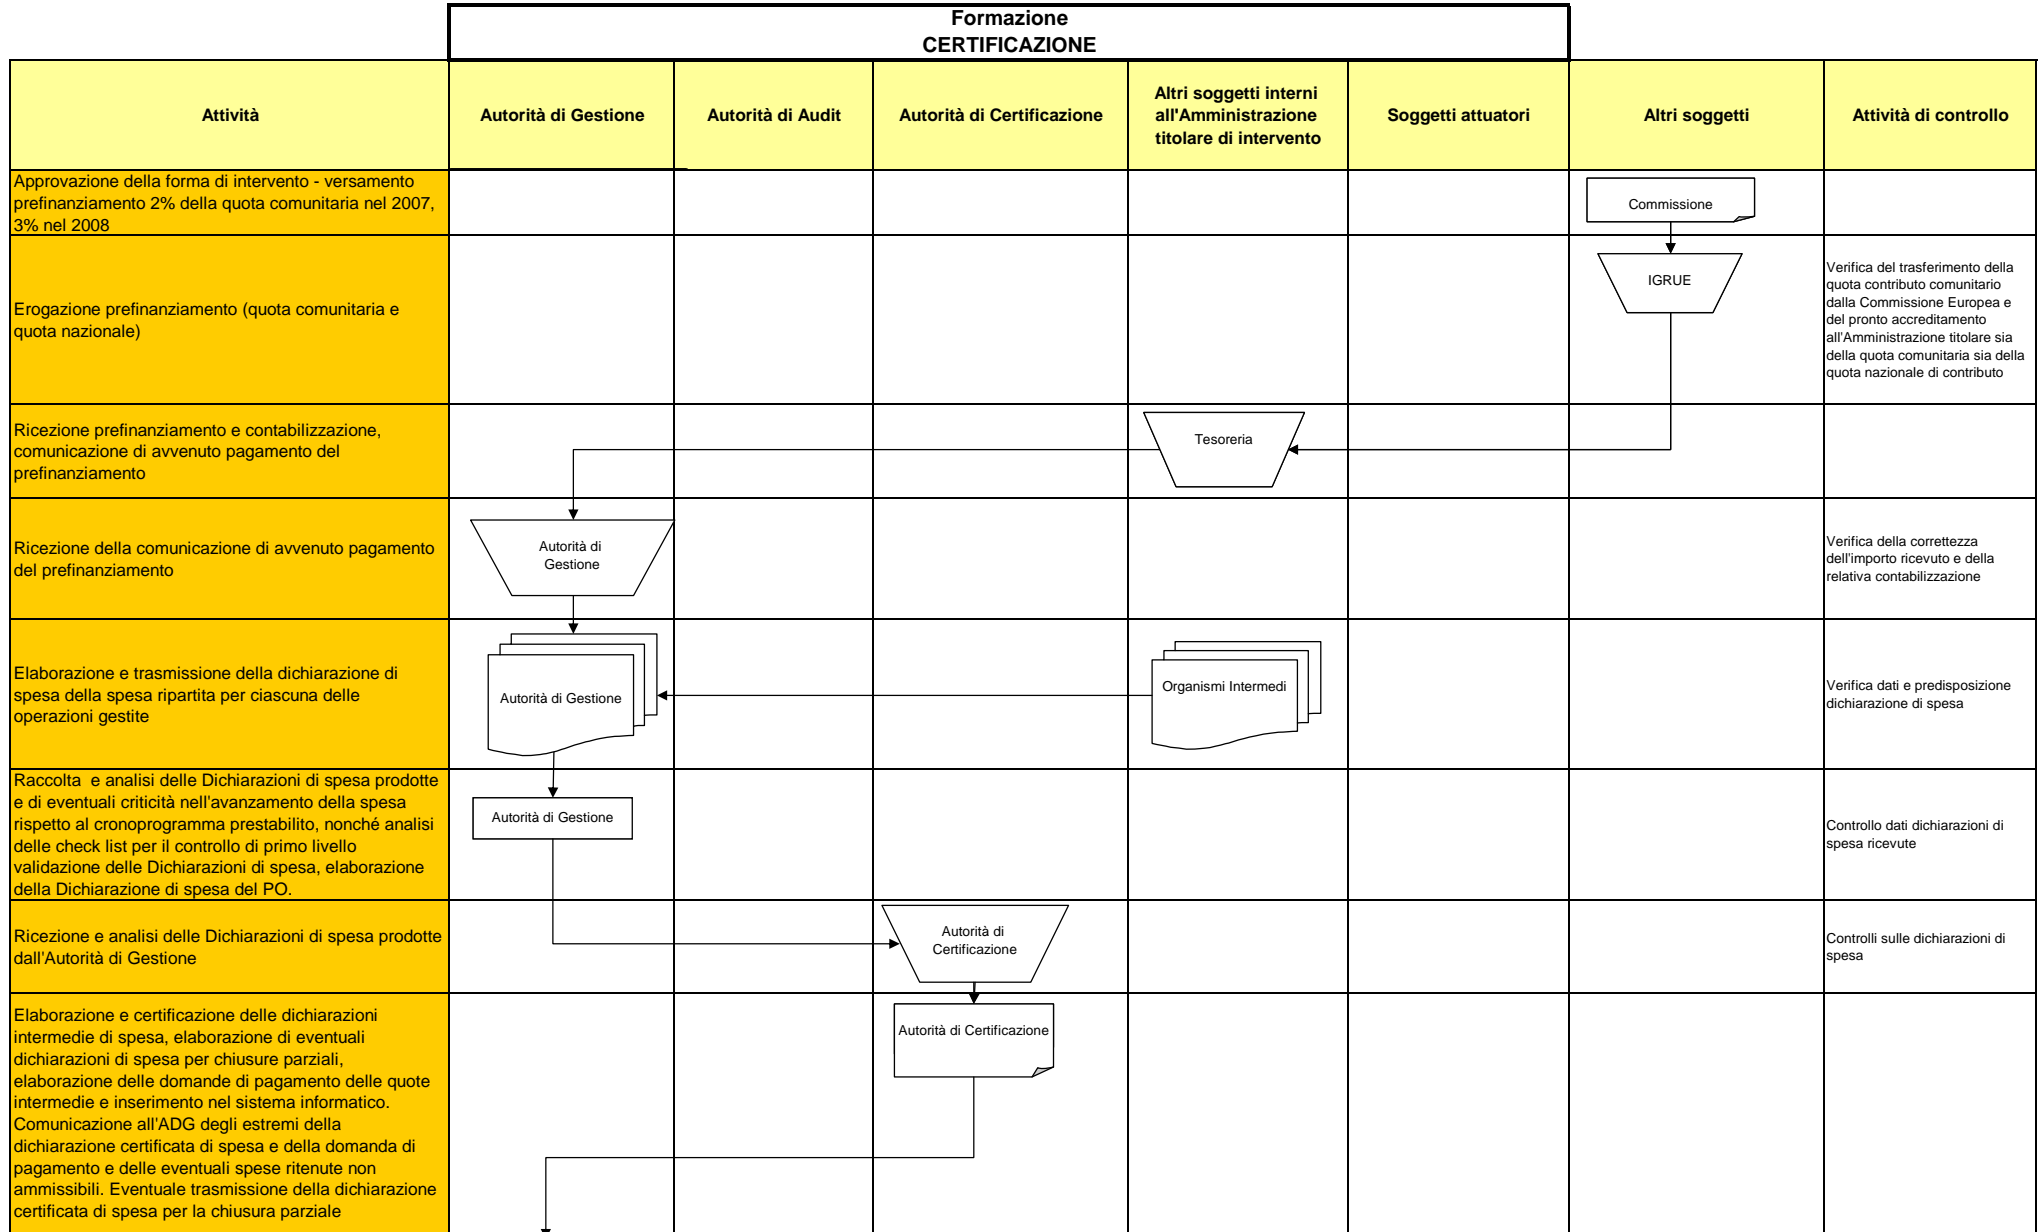 Formazione
CERTIFICAZIONE
Attività
Autorità di Gestione
Autorità di Audit
Autorità di Certificazione
Altri soggetti interni
all'Amministrazione
titolare di intervento
Soggetti attuatori
Altri soggetti
Attività di controllo
Approvazione della forma di intervento - versamento
prefinanziamento 2% della quota comunitaria nel 2007,
3% nel 2008
Commissione
Erogazione prefinanziamento (quota comunitaria e
quota nazionale)
IGRUE
Verifica del trasferimento della
quota contributo comunitario
dalla Commissione Europea e
del pronto accreditamento
all'Amministrazione titolare sia
della quota comunitaria sia della
quota nazionale di contributo
Ricezione prefinanziamento e contabilizzazione,
comunicazione di avvenuto pagamento del
prefinanziamento
Tesoreria
Ricezione della comunicazione di avvenuto pagamento
del prefinanziamento
Autorità di
Gestione
Verifica della correttezza
dell'importo ricevuto e della
relativa contabilizzazione
Elaborazione e trasmissione della dichiarazione di
spesa della spesa ripartita per ciascuna delle
operazioni gestite
Autorità di Gestione
Organismi Intermedi
Verifica dati e predisposizione
dichiarazione di spesa
Raccolta  e analisi delle Dichiarazioni di spesa prodotte
e di eventuali criticità nell'avanzamento della spesa
rispetto al cronoprogramma prestabilito, nonché analisi
delle check list per il controllo di primo livello
validazione delle Dichiarazioni di spesa, elaborazione
della Dichiarazione di spesa del PO.
Autorità di Gestione
Controllo dati dichiarazioni di
spesa ricevute
Ricezione e analisi delle Dichiarazioni di spesa prodotte
dall'Autorità di Gestione
Autorità di
Certificazione
Controlli sulle dichiarazioni di
spesa
Elaborazione e certificazione delle dichiarazioni
intermedie di spesa, elaborazione di eventuali
dichiarazioni di spesa per chiusure parziali,
elaborazione delle domande di pagamento delle quote
intermedie e inserimento nel sistema informatico.
Comunicazione all'ADG degli estremi della
dichiarazione certificata di spesa e della domanda di
pagamento e delle eventuali spese ritenute non
ammissibili. Eventuale trasmissione della dichiarazione
certificata di spesa per la chiusura parziale
Autorità di Certificazione